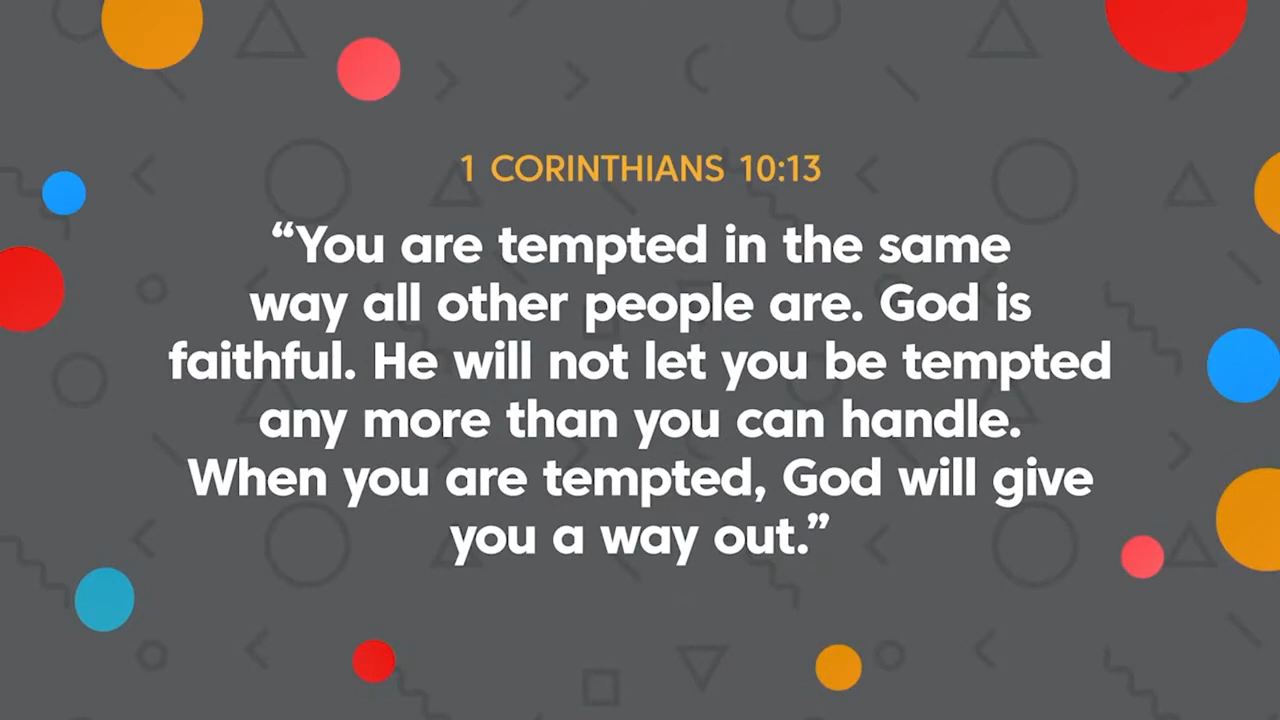 1 CORINTHIANS 10:13
“You are tempted in the same
way all other people are. God is
faithful. He will not let you be tempted
any more than you can handle.
When you are tempted, God will give
you a way out.”